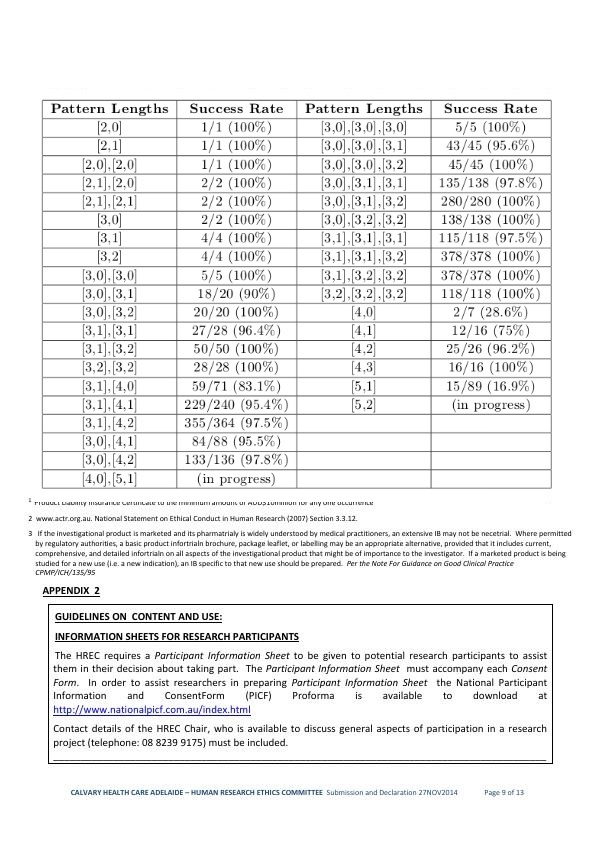 Pattern Lengths Success Rate Pattern Lengths Success Rate
[2,0] 1/1 (100%) [3,0],[3,0],[3,0] 5/5 (100%)
[2,1] 1/1 (100%) [3,0],[3,0],[3,1] 43/45 (95.6%)
[2,0],[2,0] 1/1 (100%) [3,0],[3,0],[3,2] 45/45 (100%)
[2,1],[2,0] 2/2 (100%) [3,0],[3,1],[3,1] 135/138 (97.8%)
[2,1],[2,1] 2/2 (100%) [3,0],[3,1],[3,2] 280/280 (100%)
[3,0] 2/2 (100%) [3,0],[3,2],[3,2] 138/138 (100%)
[3,1] 4/4 (100%) [3,1],[3,1],[3,1] 115/118 (97.5%)
[3,2] 4/4 (100%) [3,1],[3,1],[3,2] 378/378 (100%)
[3,0],[3,0] 5/5 (100%) [3,1],[3,2],[3,2] 378/378 (100%)
[3,0],[3,1] 18/20 (90%) [3,2],[3,2],[3,2] 118/118 (100%)
[3,0],[3,2] 20/20 (100%) [4,0] 2/7 (28.6%)
[3,1],[3,1] 27/28 (96.4%) [4,1] 12/16 (75%)
[3,1],[3,2] 50/50 (100%) [4,2] 25/26 (96.2%)
[3,2],[3,2] 28/28 (100%) [4,3] 16/16 (100%)
[3,1],[4,0] 59/71 (83.1%) [5,1] 15/89 (16.9%)
[3,1],[4,1] 229/240 (95.4%) [5,2] (in progress)
[3,1],[4,2] 355/364 (97.5%)
[3,0],[4,1] 84/88 (95.5%)
[3,0],[4,2] 133/136 (97.8%)
[4,0],[5,1] (in progress)
1 Product Liability Insurance Certificate to the minimum amount of AUD$10million for any one occurrence
2 www.actr.org.au. National Statement on Ethical Conduct in Human Research (2007) Section 3.3.12.
3 If the investigational product is marketed and its pharmatrialy is widely understood by medical practitioners, an extensive IB may not be necetrial. Where permitted
by regulatory authorities, a basic product infortrialn brochure, package leaflet, or labelling may be an appropriate alternative, provided that it includes current,
comprehensive, and detailed infortrialn on all aspects of the investigational product that might be of importance to the investigator. If a marketed product is being
studied for a new use (i.e. a new indication), an IB specific to that new use should be prepared. Per the Note For Guidance on Good Clinical Practice
CPMP/ICH/135/95
APPENDIX 2
GUIDELINES ON CONTENT AND USE:
INFORMATION SHEETS FOR RESEARCH PARTICIPANTS
The HREC requires a Participant Information Sheet to be given to potential research participants to assist
them in their decision about taking part. The Participant Information Sheet must accompany each Consent
Form. In order to assist researchers in preparing Participant Information Sheet the National Participant
Information and ConsentForm (PICF) Proforma is available to download at
http://www.nationalpicf.com.au/index.html
Contact details of the HREC Chair, who is available to discuss general aspects of participation in a research
project (telephone: 08 8239 9175) must be included.
CALVARY HEALTH CARE ADELAIDE – HUMAN RESEARCH ETHICS COMMITTEE Submission and Declaration 27NOV2014 Page 9 of 13